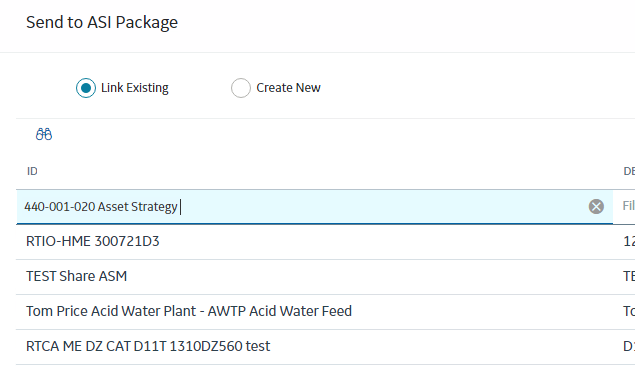 Send to ASI Package
Link Existing Create New
ID DE
440-001-020 Asset Strategy Fil
RTIO-HME 300721D3 12
TEST Share ASM TE
Tom Price Acid Water Plant - AWTP Acid Water Feed To
RTCA ME DZ CAT D11T 1310DZ560 test D1